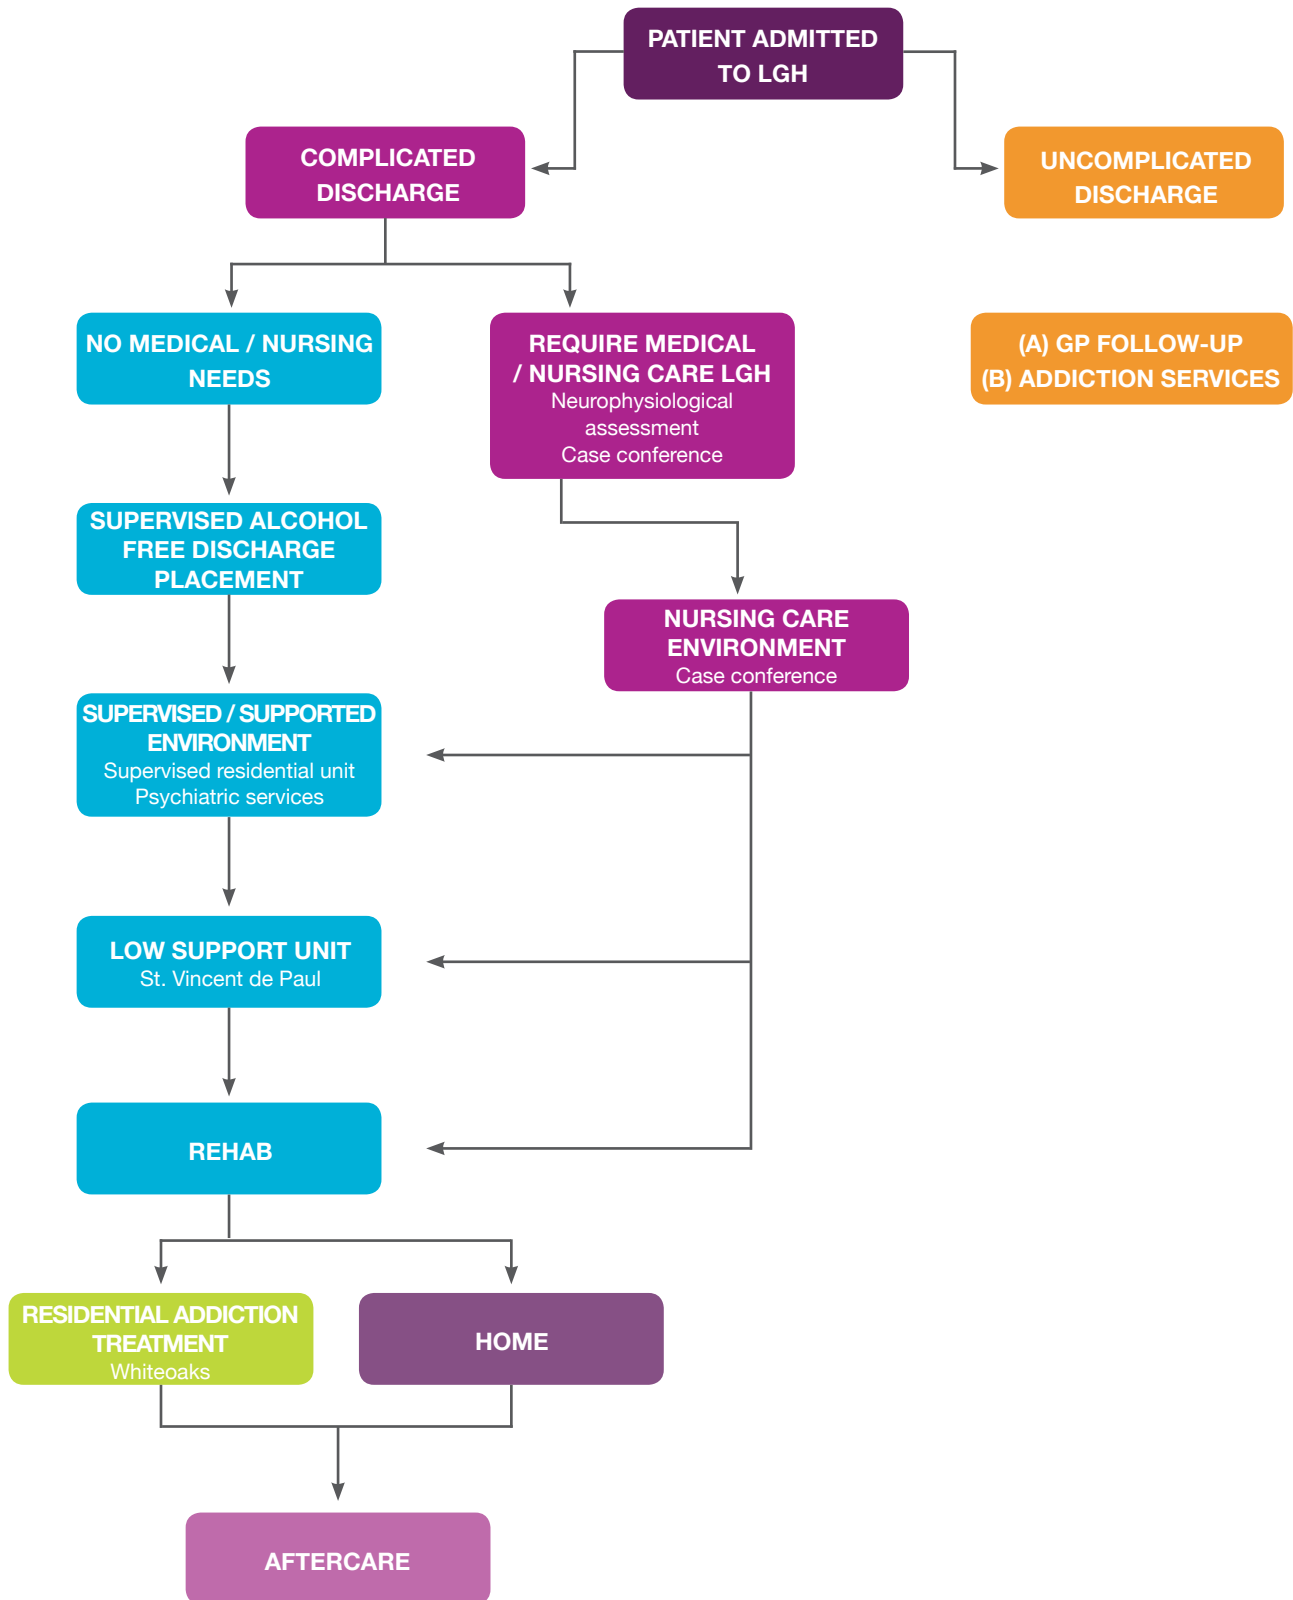 PATIENT ADMITTED
TO LGH
COMPLICATED
DISCHARGE
UNCOMPLICATED
DISCHARGE
NO MEDICAL / NURSING
NEEDS
REQUIRE MEDICAL
/ NURSING CARE LGH
Neurophysiological
assessment
Case conference
(A) GP FOLLOW-UP
(B) ADDICTION SERVICES
SUPERVISED ALCOHOL
FREE DISCHARGE
PLACEMENT
NURSING CARE
ENVIRONMENT
Case conference
SUPERVISED / SUPPORTED
ENVIRONMENT
Supervised residential unit
Psychiatric services
LOW SUPPORT UNIT
St. Vincent de Paul
REHAB
RESIDENTIAL ADDICTION
TREATMENT
Whiteoaks
HOME
AFTERCARE